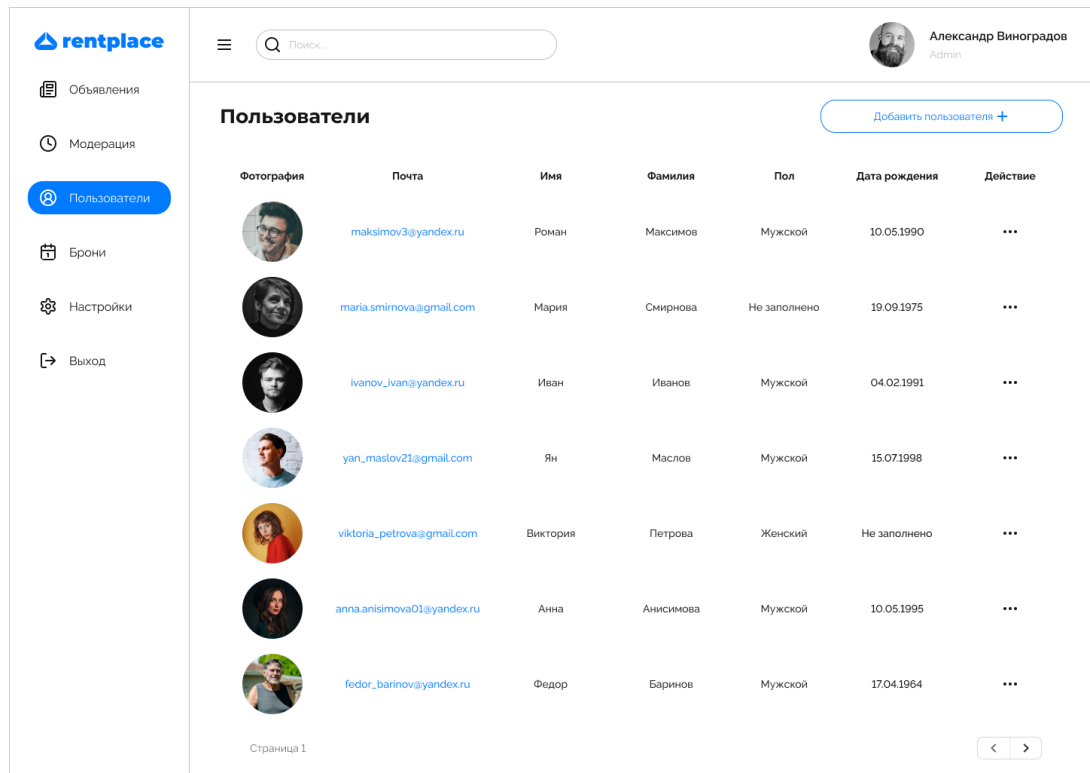 rentplace
Поиск...
Александр Виноградов
Admin
Объявления
Модерация
Пользователи
Брони
Настройки
Выход
Пользователи
Добавить пользователя +
Фотография Почта Имя Фамилия Пол Дата рождения Действие
maksimov3@yandex.ru Роман Максимов Мужской 10.05.1990
maria.smirnova@gmail.com Мария Смирнова Не заполнено 19.09.1975
ivanov_ivan@yandex.ru Иван Иванов Мужской 04.02.1991
yan_maslov21@gmail.com Ян Маслов Мужской 15.07.1998
viktoria_petrova@gmail.com Виктория Петрова Женский Не заполнено
anna.anisimova01@yandex.ru Анна Анисимова Мужской 10.05.1995
fedor_barinov@yandex.ru Федор Баринов Мужской 17.04.1964
Страница 1